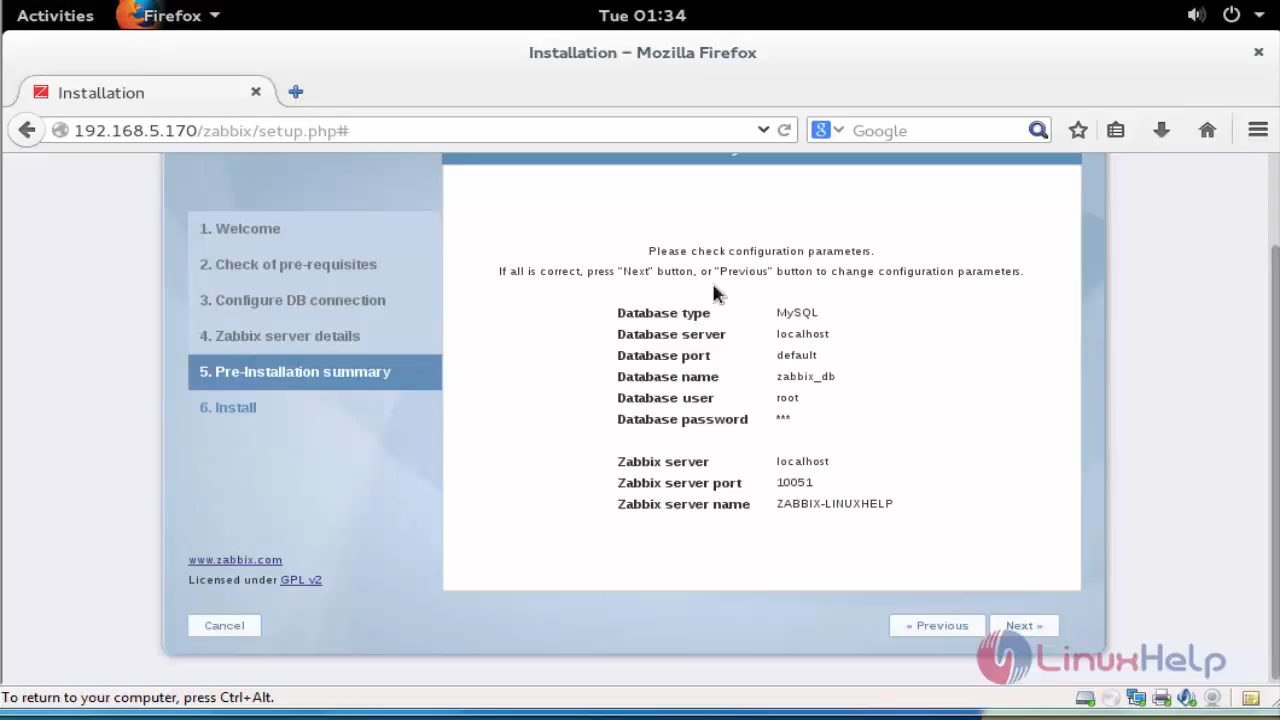 Activities Firefox Tue 01:34
Installation – Mozilla Firefox
Installation
192.168.5.170/zabbix/setup.php# Google
1. Welcome
2. Check of pre-requisites
3. Configure DB connection
4. Zabbix server details
5. Pre-Installation summary
6. Install
www.zabbix.com
Licensed under GPL v2
Please check configuration parameters.
If all is correct, press "Next" button, or "Previous" button to change configuration parameters.
Database type MySQL
Database server localhost
Database port default
Database name zabbix_db
Database user root
Database password ***
Zabbix server localhost
Zabbix server port 10051
Zabbix server name ZABBIX-LINUXHELP
Cancel « Previous Next »
LinuxHelp
To return to your computer, press Ctrl+Alt.